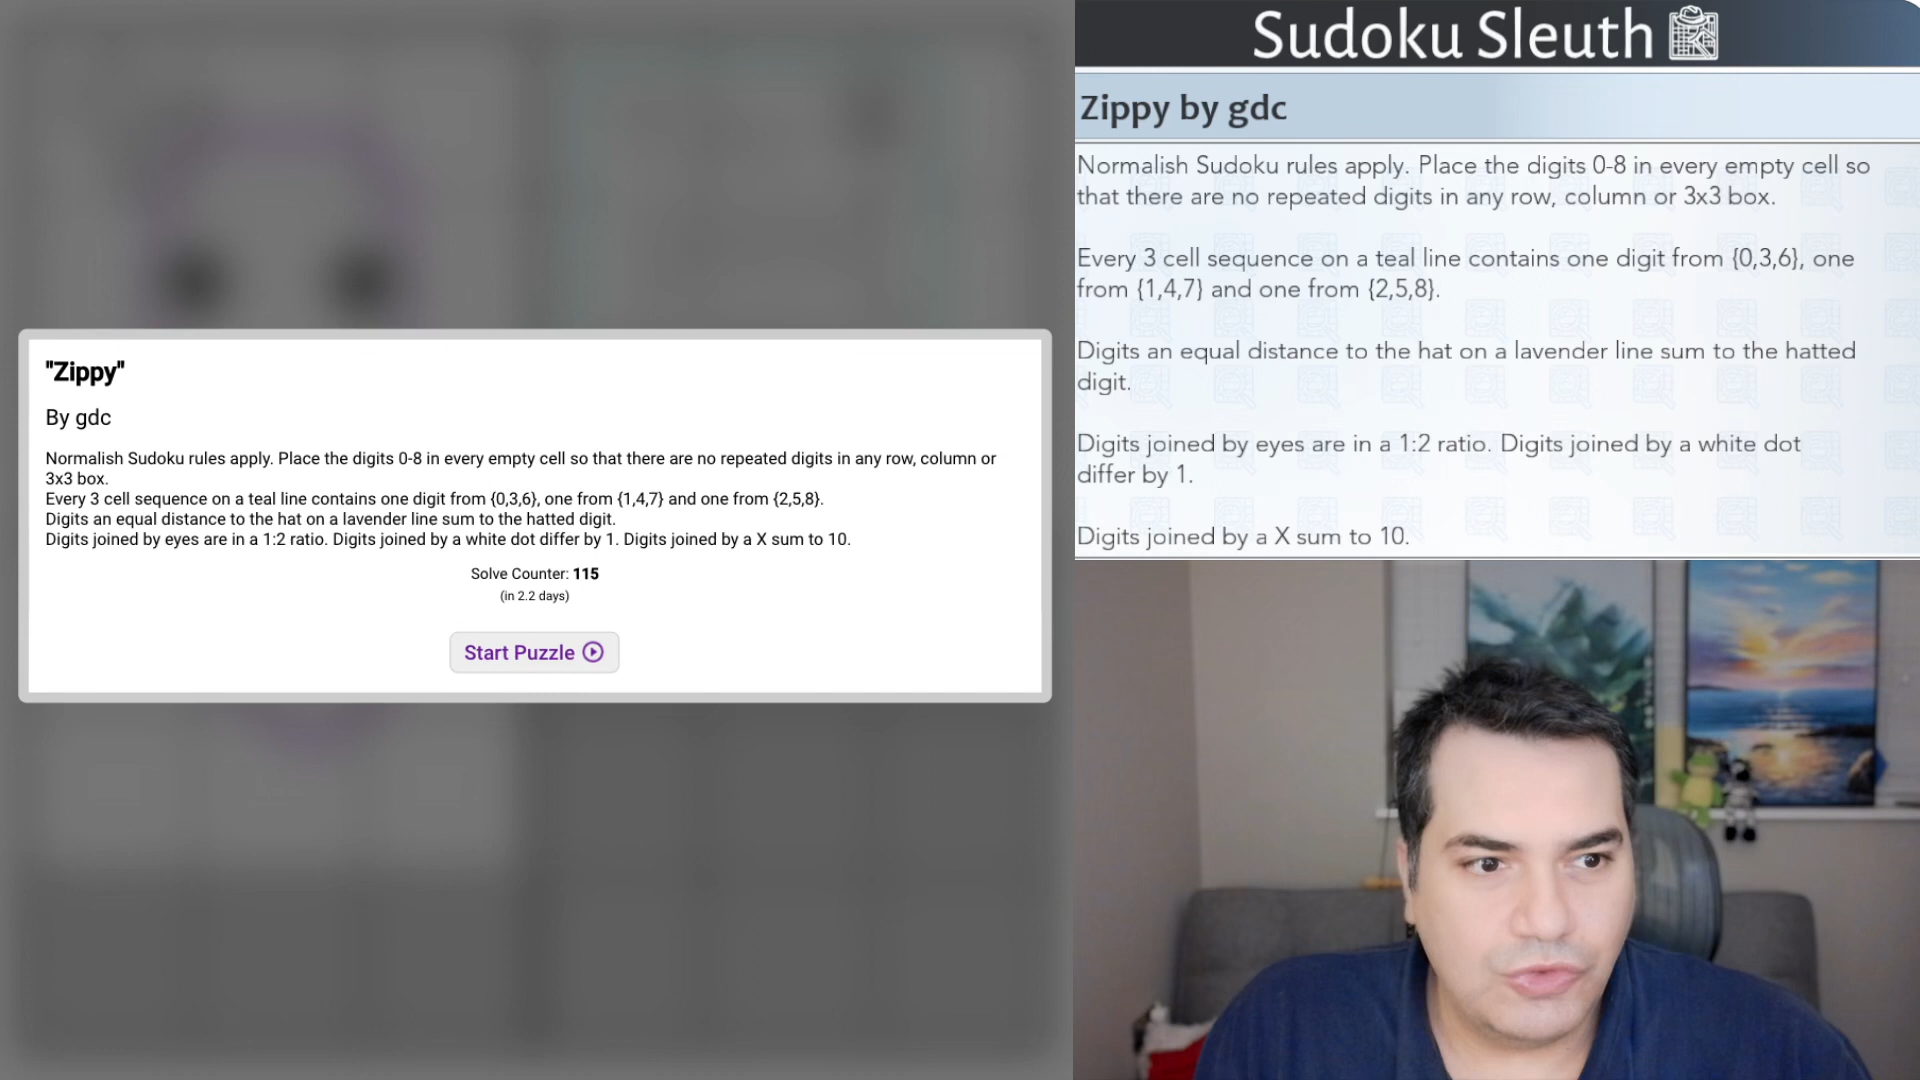 "Zippy"
By gdc
Normalish Sudoku rules apply. Place the digits 0-8 in every empty cell so that there are no repeated digits in any row, column or
3x3 box.
Every 3 cell sequence on a teal line contains one digit from {0,3,6}, one from {1,4,7} and one from {2,5,8}.
Digits an equal distance to the hat on a lavender line sum to the hatted digit.
Digits joined by eyes are in a 1:2 ratio. Digits joined by a white dot differ by 1. Digits joined by a X sum to 10.
Solve Counter: 115
(in 2.2 days)
Start Puzzle
Sudoku Sleuth
Zippy by gdc
Normalish Sudoku rules apply. Place the digits 0-8 in every empty cell so
that there are no repeated digits in any row, column or 3x3 box.
Every 3 cell sequence on a teal line contains one digit from {0,3,6}, one
from {1,4,7} and one from {2,5,8}.
Digits an equal distance to the hat on a lavender line sum to the hatted
digit.
Digits joined by eyes are in a 1:2 ratio. Digits joined by a white dot
differ by 1.
Digits joined by a X sum to 10.